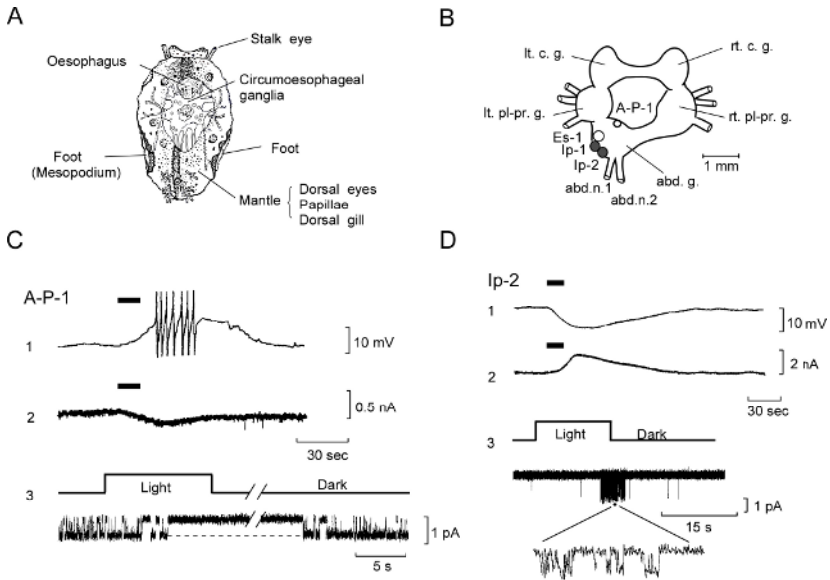 A
Stalk eye
Oesophagus
Circumoesophageal
ganglia
Foot
(Mesopodium)
Foot
Mantle
Dorsal eyes
Papillae
Dorsal gill
B
lt. c. g.
rt. c. g.
lt. pl-pr. g.
A-P-1
rt. pl-pr. g.
Es-1
Ip-1
Ip-2
abd. g.
abd.n.1
abd.n.2
1 mm
C
A-P-1
1
10 mV
2
0.5 nA
30 sec
3
Light
Dark
1 pA
5 s
D
Ip-2
1
10 mV
2
2 nA
30 sec
3
Light
Dark
1 pA
15 s